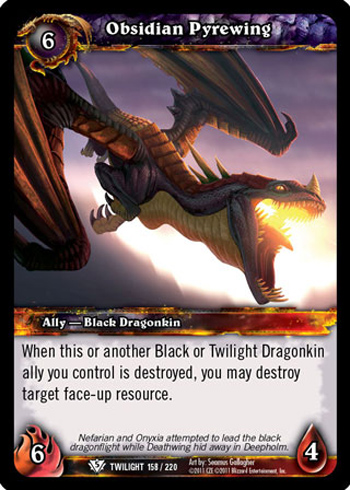 6
Obsidian Pyrewing
Ally — Black Dragonkin
When this or another Black or Twilight Dragonkin
ally you control is destroyed, you may destroy
target face-up resource.
Nefarian and Onyxia attempted to lead the black
dragonflight while Deathwing hid away in Deepholm.
6
TWILIGHT 158 / 220
Art by: Seamus Gallagher
©2011 CZE ©2011 Blizzard Entertainment, Inc.
4